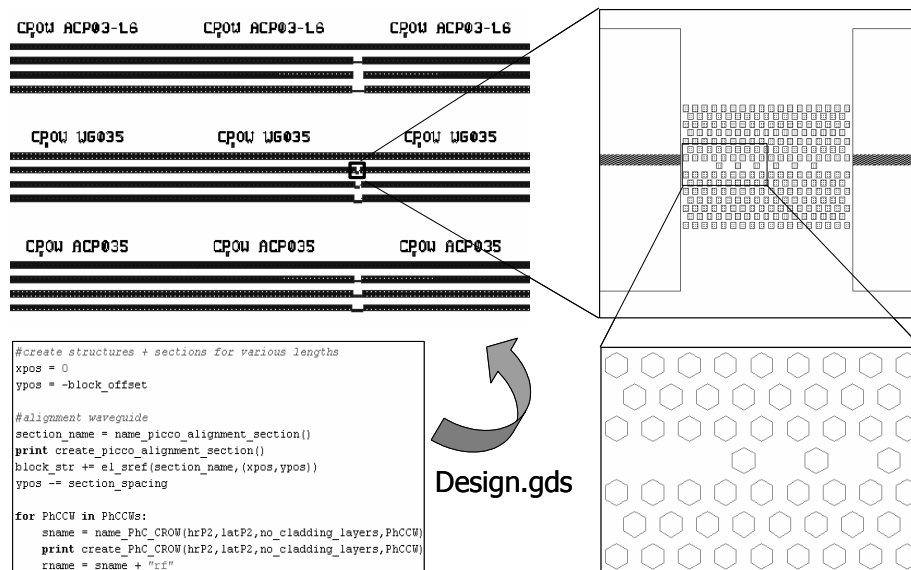 CROW ACP03-L6 CROW ACP03-L6 CROW ACP03-L6
CROW WG035 CROW WG035 CROW WG035
CROW ACP035 CROW ACP035 CROW ACP035
#create structures + sections for various lengths
xpos = 0
ypos = -block_offset
#alignment waveguide
section_name = name_picco_alignment_section()
print create_picco_alignment_section()
block_str += el_sref(section_name,(xpos,ypos))
ypos -= section_spacing
for PhCCW in PhCCWs:
sname = name_PhC_CROW(hrP2,latP2,no_cladding_layers,PhCCW)
print create_PhC_CROW(hrP2,latP2,no_cladding_layers,PhCCW)
rname = sname + "rf"
Design.gds